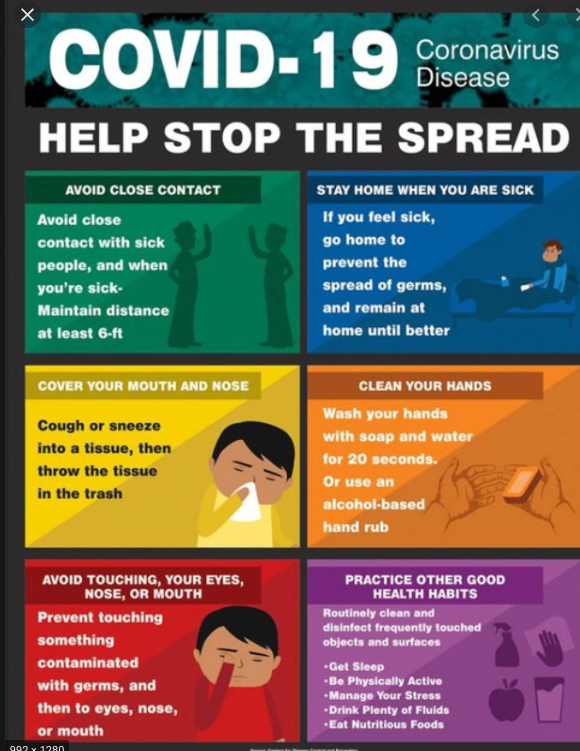 COVID-19 Coronavirus
Disease
HELP STOP THE SPREAD
AVOID CLOSE CONTACT
Avoid close
contact with sick
people, and when
you're sick-
Maintain distance
at least 6-ft
STAY HOME WHEN YOU ARE SICK
If you feel sick,
go home to
prevent the
spread of germs,
and remain at
home until better
COVER YOUR MOUTH AND NOSE
Cough or sneeze
into a tissue, then
throw the tissue
in the trash
CLEAN YOUR HANDS
Wash your hands
with soap and water
for 20 seconds.
Or use an
alcohol-based
hand rub
AVOID TOUCHING, YOUR EYES,
NOSE, OR MOUTH
Prevent touching
something
contaminated
with germs, and
then to eyes, nose,
or mouth
PRACTICE OTHER GOOD
HEALTH HABITS
Routinely clean and
disinfect frequently touched
objects and surfaces
•Get Sleep
•Be Physically Active
•Manage Your Stress
•Drink Plenty of Fluids
•Eat Nutritious Foods
992 x 1280
Source: Centers for Disease Control and Prevention